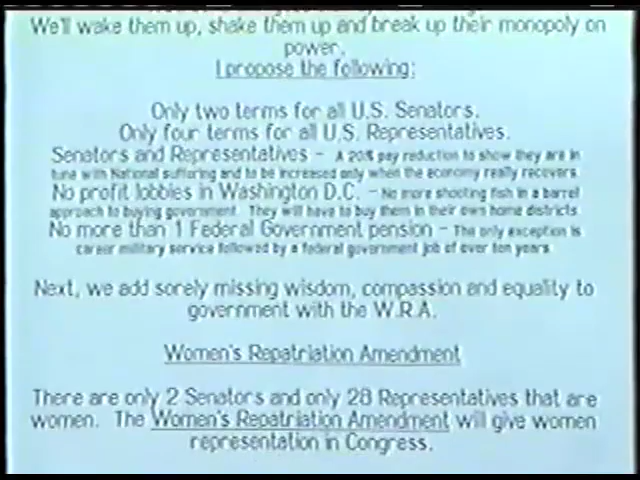 We'll wake them up, shake them up and break up their monopoly on
power.
I propose the following:
Only two terms for all U.S. Senators.
Only four terms for all U.S. Representatives.
Senators and Representatives - A 20% pay reduction to show they are in
tune with National suffering and to be increased only when the economy really recovers.
No profit lobbies in Washington D.C. - No more shooting fish in a barrel
approach to buying government. They will have to buy them in their own home districts.
No more than 1 Federal Government pension - The only exception is
career military service followed by a federal government job of over ten years.
Next, we add sorely missing wisdom, compassion and equality to
government with the W.R.A.
Women's Repatriation Amendment
There are only 2 Senators and only 28 Representatives that are
women. The Women's Repatriation Amendment will give women
representation in Congress.